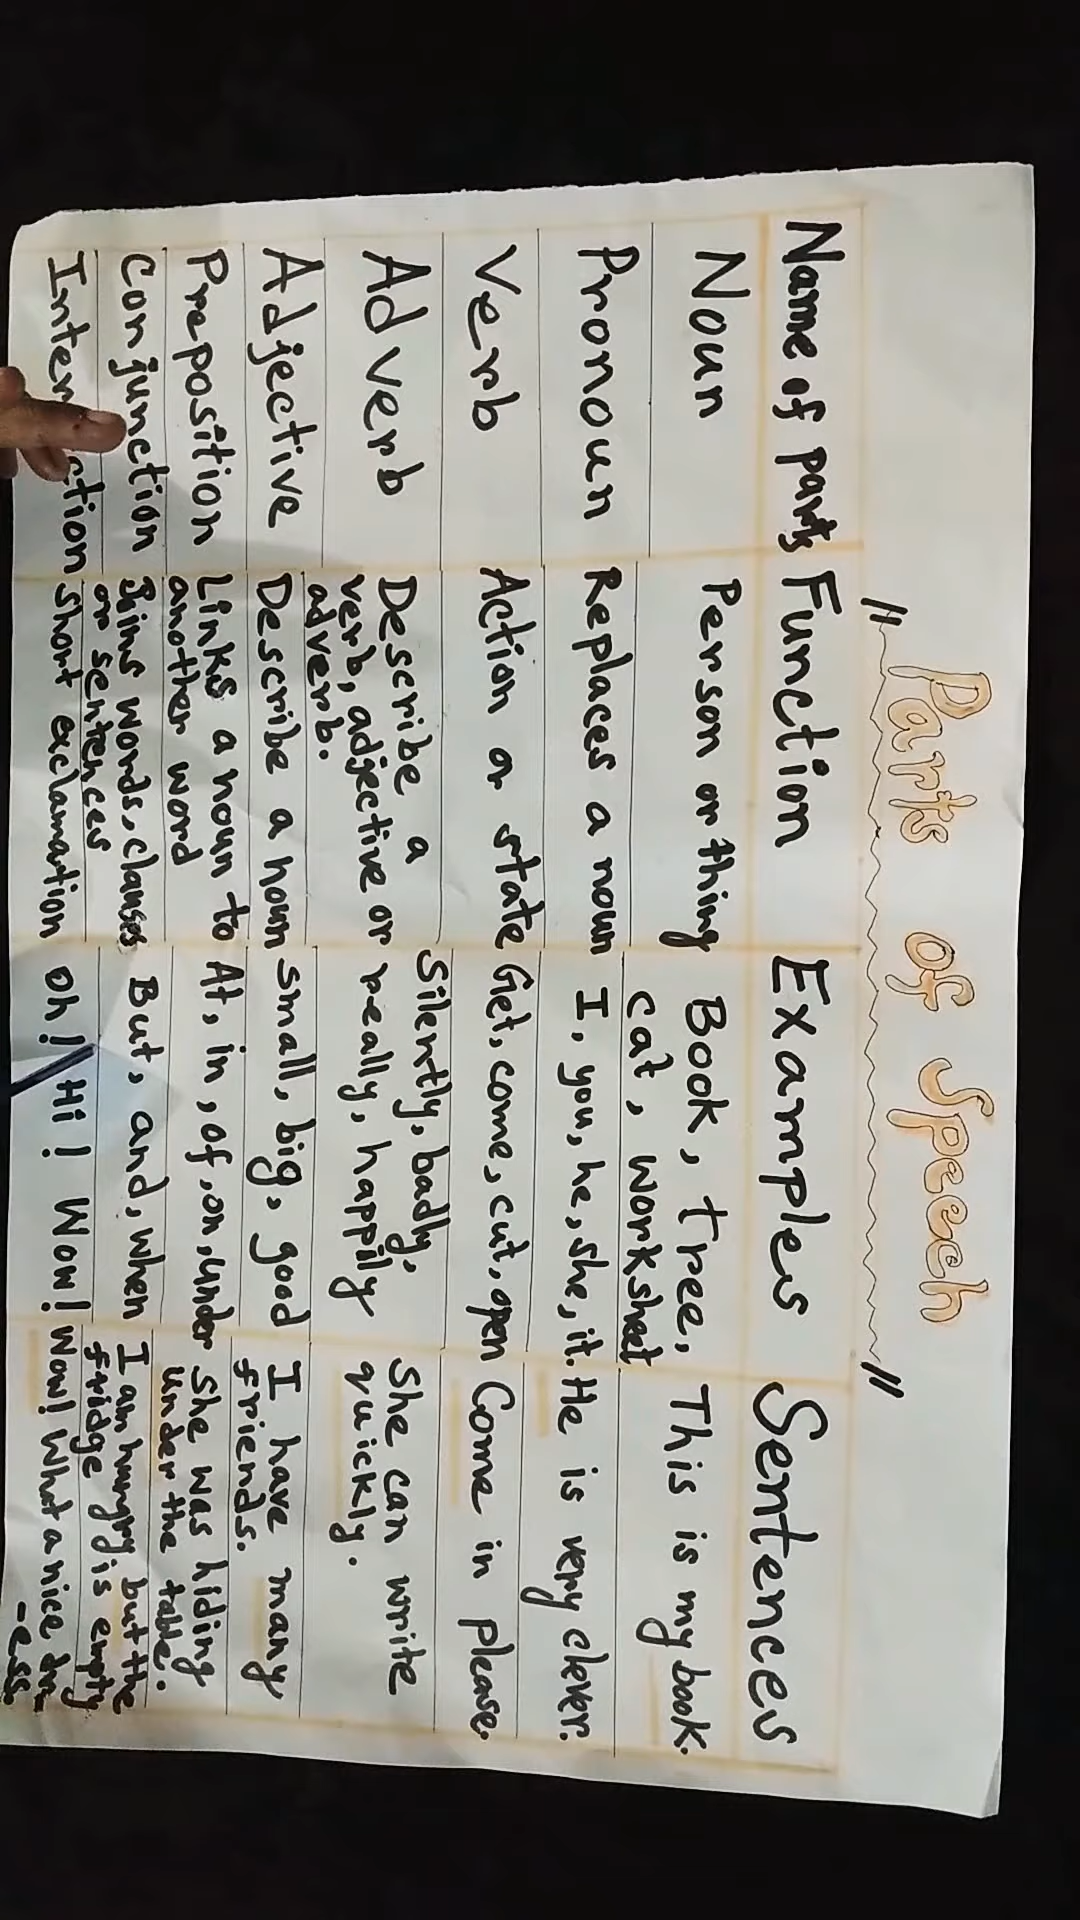 "Parts of Speech"
Name of parts Function Examples Sentences
Noun Person or thing Book, tree, cat, worksheet This is my book.
Pronoun Replaces a noun I, you, he, she, it. He is very clever.
Verb Action or state Get, come, cut, open Come in please.
Adverb Describe a verb, adjective or adverb. Silently, badly, really, happily She can write quickly.
Adjective Describe a noun small, big, good I have many friends.
Preposition Links a noun to another word At, in, of, on, under She was hiding under the table.
Conjunction Joins words, clauses or sentences But, and, when I am hungry but the fridge is empty
Short exclamation Oh! Hi! Wow! Wow! What a nice